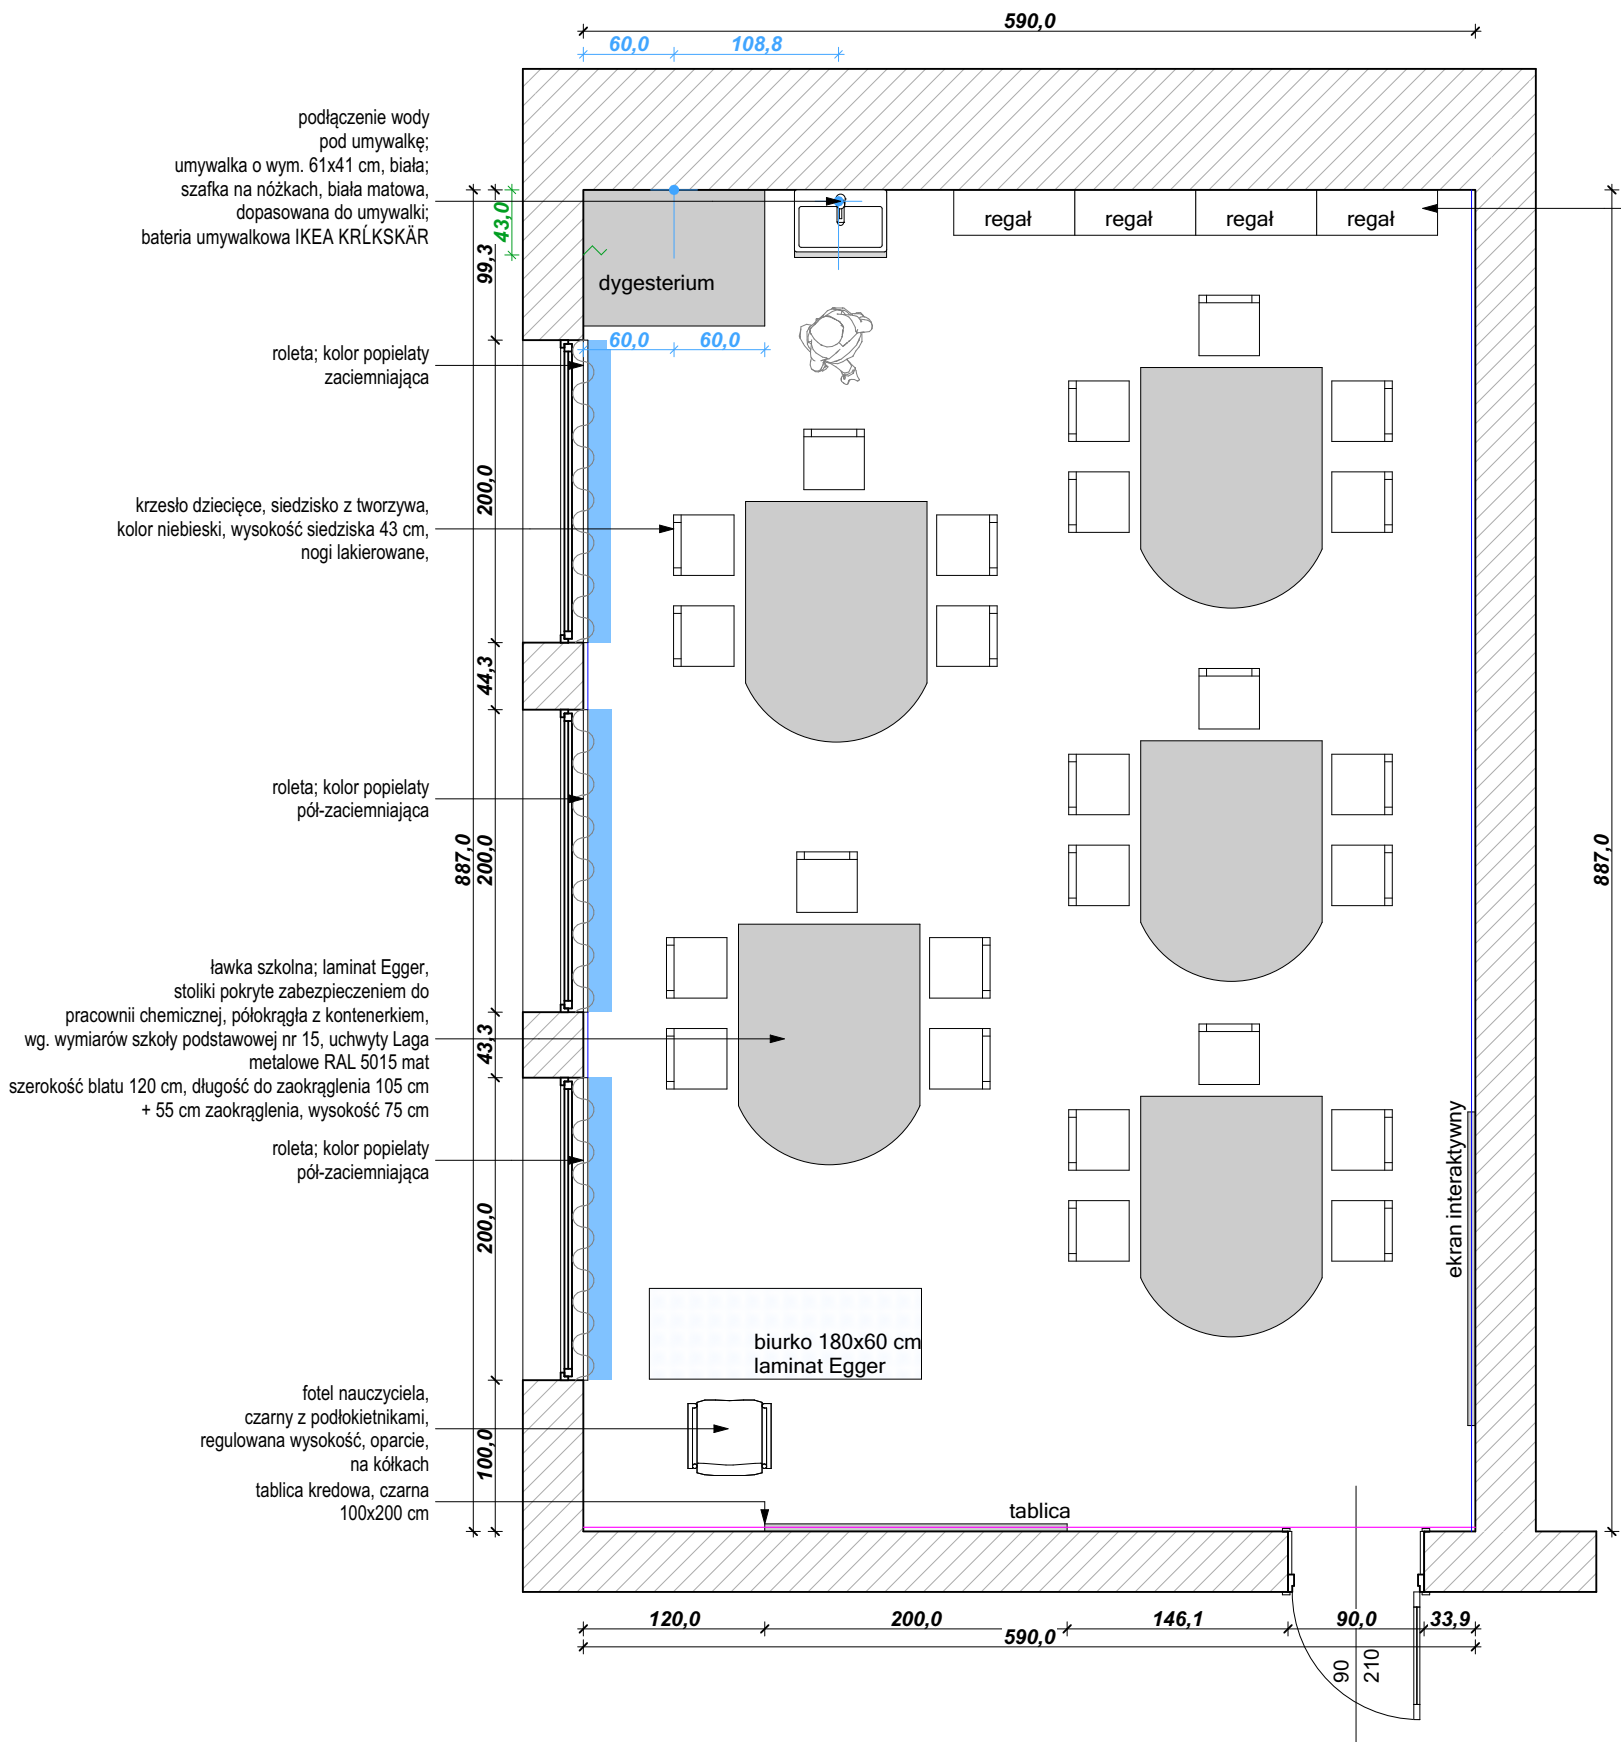 590,0
60,0
108,8
podłączenie wody
pod umywalkę;
umywalka o wym. 61x41 cm, biała;
szafka na nóżkach, biała matowa,
dopasowana do umywalki;
bateria umywalkowa IKEA KRĹKSKÄR
43,0
99,3
regał
regał
regał
regał
dygesterium
60,0
60,0
roleta; kolor popielaty
zaciemniająca
200,0
krzesło dziecięce, siedzisko z tworzywa,
kolor niebieski, wysokość siedziska 43 cm,
nogi lakierowane,
44,3
roleta; kolor popielaty
pół-zaciemniająca
887,0
200,0
887,0
ławka szkolna; laminat Egger,
stoliki pokryte zabezpieczeniem do
pracownii chemicznej, półokrągła z kontenerkiem,
wg. wymiarów szkoły podstawowej nr 15, uchwyty Laga
metalowe RAL 5015 mat
szerokość blatu 120 cm, długość do zaokrąglenia 105 cm
+ 55 cm zaokrąglenia, wysokość 75 cm
43,3
roleta; kolor popielaty
pół-zaciemniająca
200,0
ekran interaktywny
biurko 180x60 cm
laminat Egger
fotel nauczyciela,
czarny z podłokietnikami,
regulowana wysokość, oparcie,
na kółkach
100,0
tablica kredowa, czarna
100x200 cm
tablica
120,0
200,0
146,1
90,0
33,9
590,0
90
210